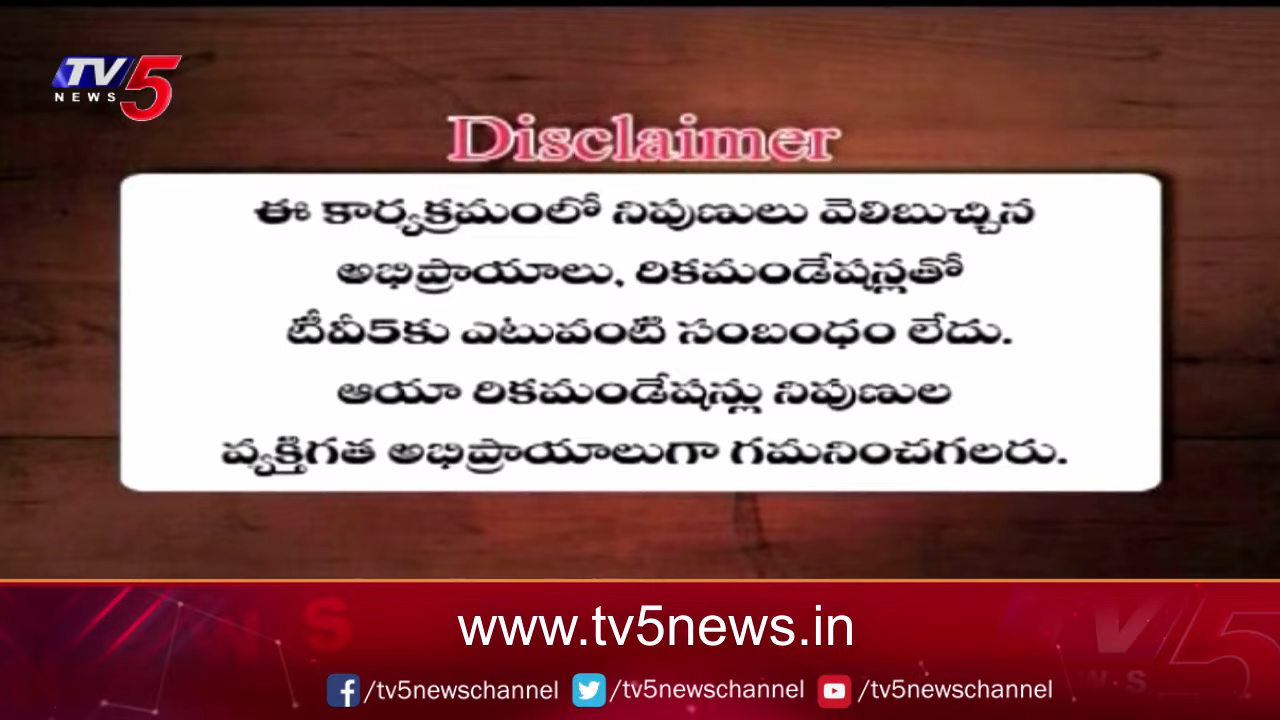 TV5
NEWS
Disclaimer
ఈ కార్యక్రమంలో నిపుణులు వెలిబుచ్చిన
అభిప్రాయాలు, రికమండేషన్లతో
టీవీ5కు ఎటువంటి సంబంధం లేదు.
ఆయా రికమండేషన్లు నిపుణుల
వ్యక్తిగత అభిప్రాయాలుగా గమనించగలరు.
www.tv5news.in
/tv5newschannel /tv5newschannel /tv5newschannel